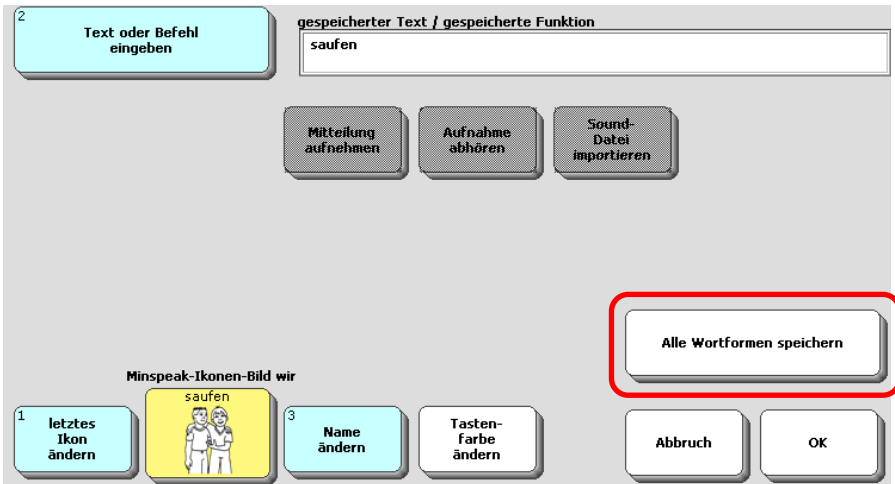 2
Text oder Befehl
eingeben
gespeicherter Text / gespeicherte Funktion
saufen
Mitteilung
aufnehmen
Aufnahme
abhören
Sound-
Datei
importieren
Alle Wortformen speichern
Minspeak-Ikonen-Bild wir
1
letztes
Ikon
ändern
saufen
3
Name
ändern
Tasten-
farbe
ändern
Abbruch
OK